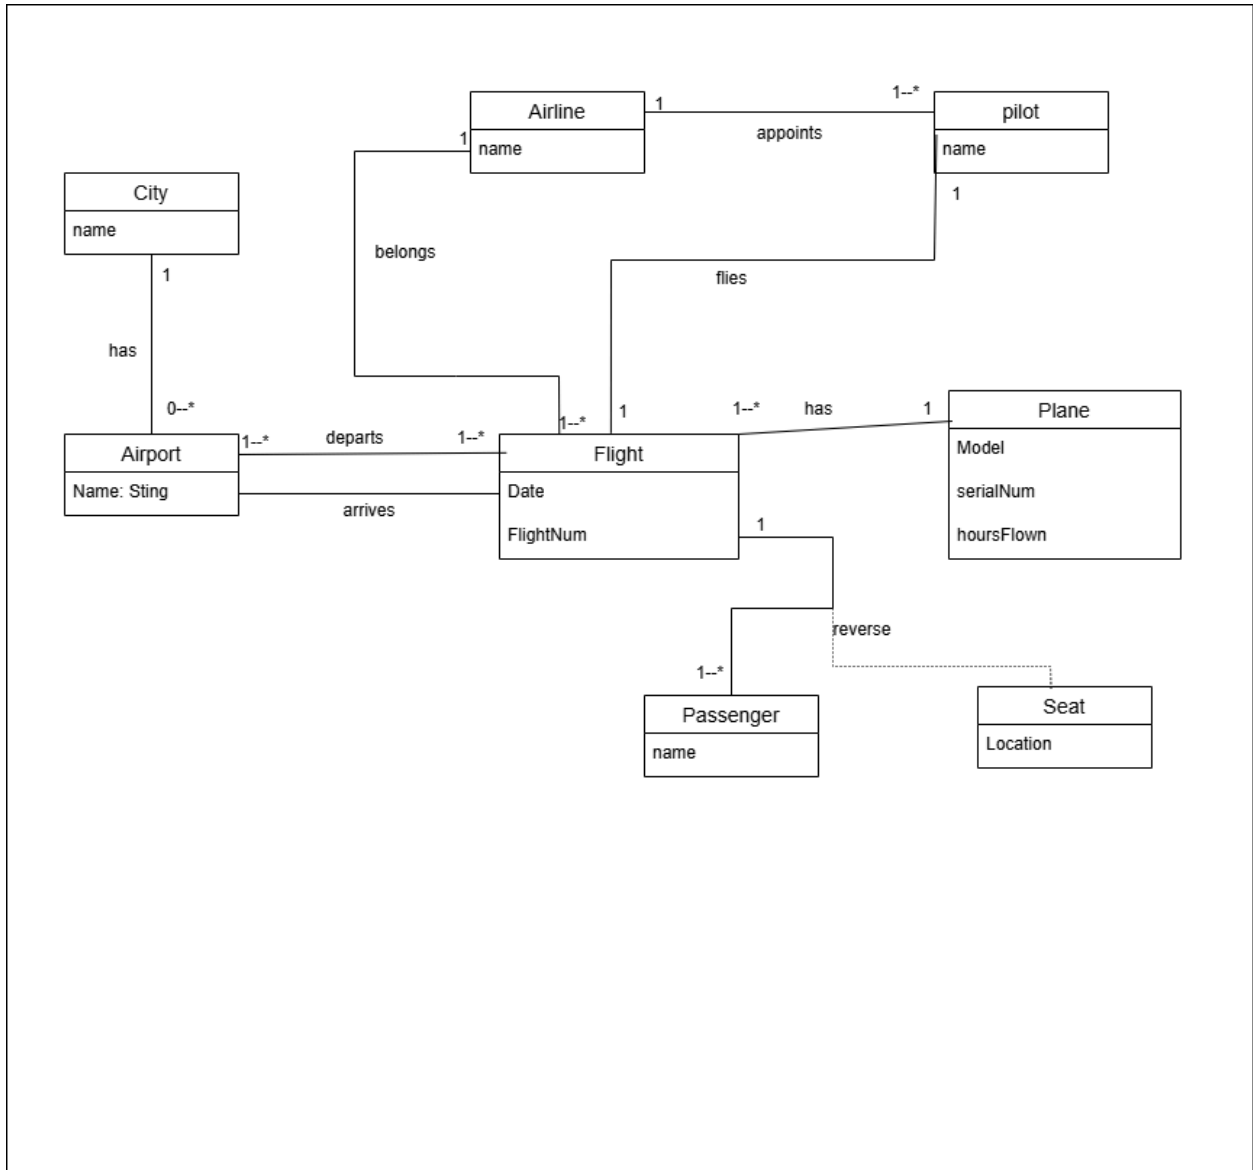 Airline
name
1
appoints
1--*
pilot
name
1
1
belongs
City
name
1
has
0--*
flies
1--*
1
Airport
Name: Sting
1--*
departs
1--*
arrives
Flight
Date
FlightNum
1--*
has
1
Plane
Model
serialNum
hoursFlown
1
reverse
1--*
Passenger
name
Seat
Location